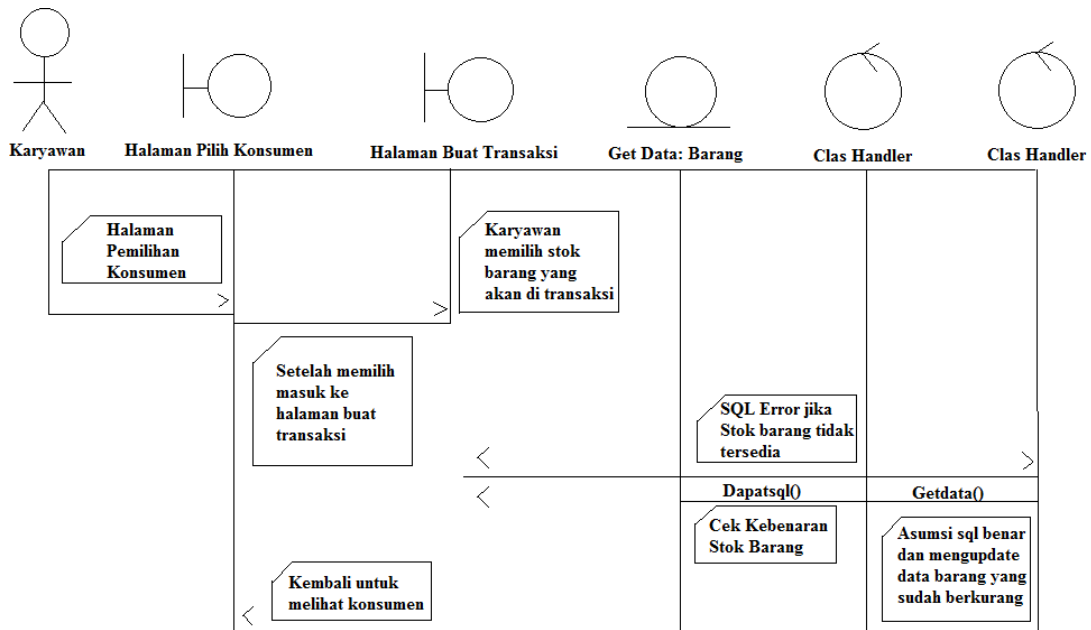 Karyawan
Halaman Pilih Konsumen
Halaman Buat Transaksi
Get Data: Barang
Clas Handler
Clas Handler
Halaman
Pemilihan
Konsumen
Karyawan
memilih stok
barang yang
akan di transaksi
Setelah memilih
masuk ke
halaman buat
transaksi
SQL Error jika
Stok barang tidak
tersedia
Dapatsql()
Getdata()
Cek Kebenaran
Stok Barang
Asumsi sql benar
dan mengupdate
data barang yang
sudah berkurang
Kembali untuk
melihat konsumen